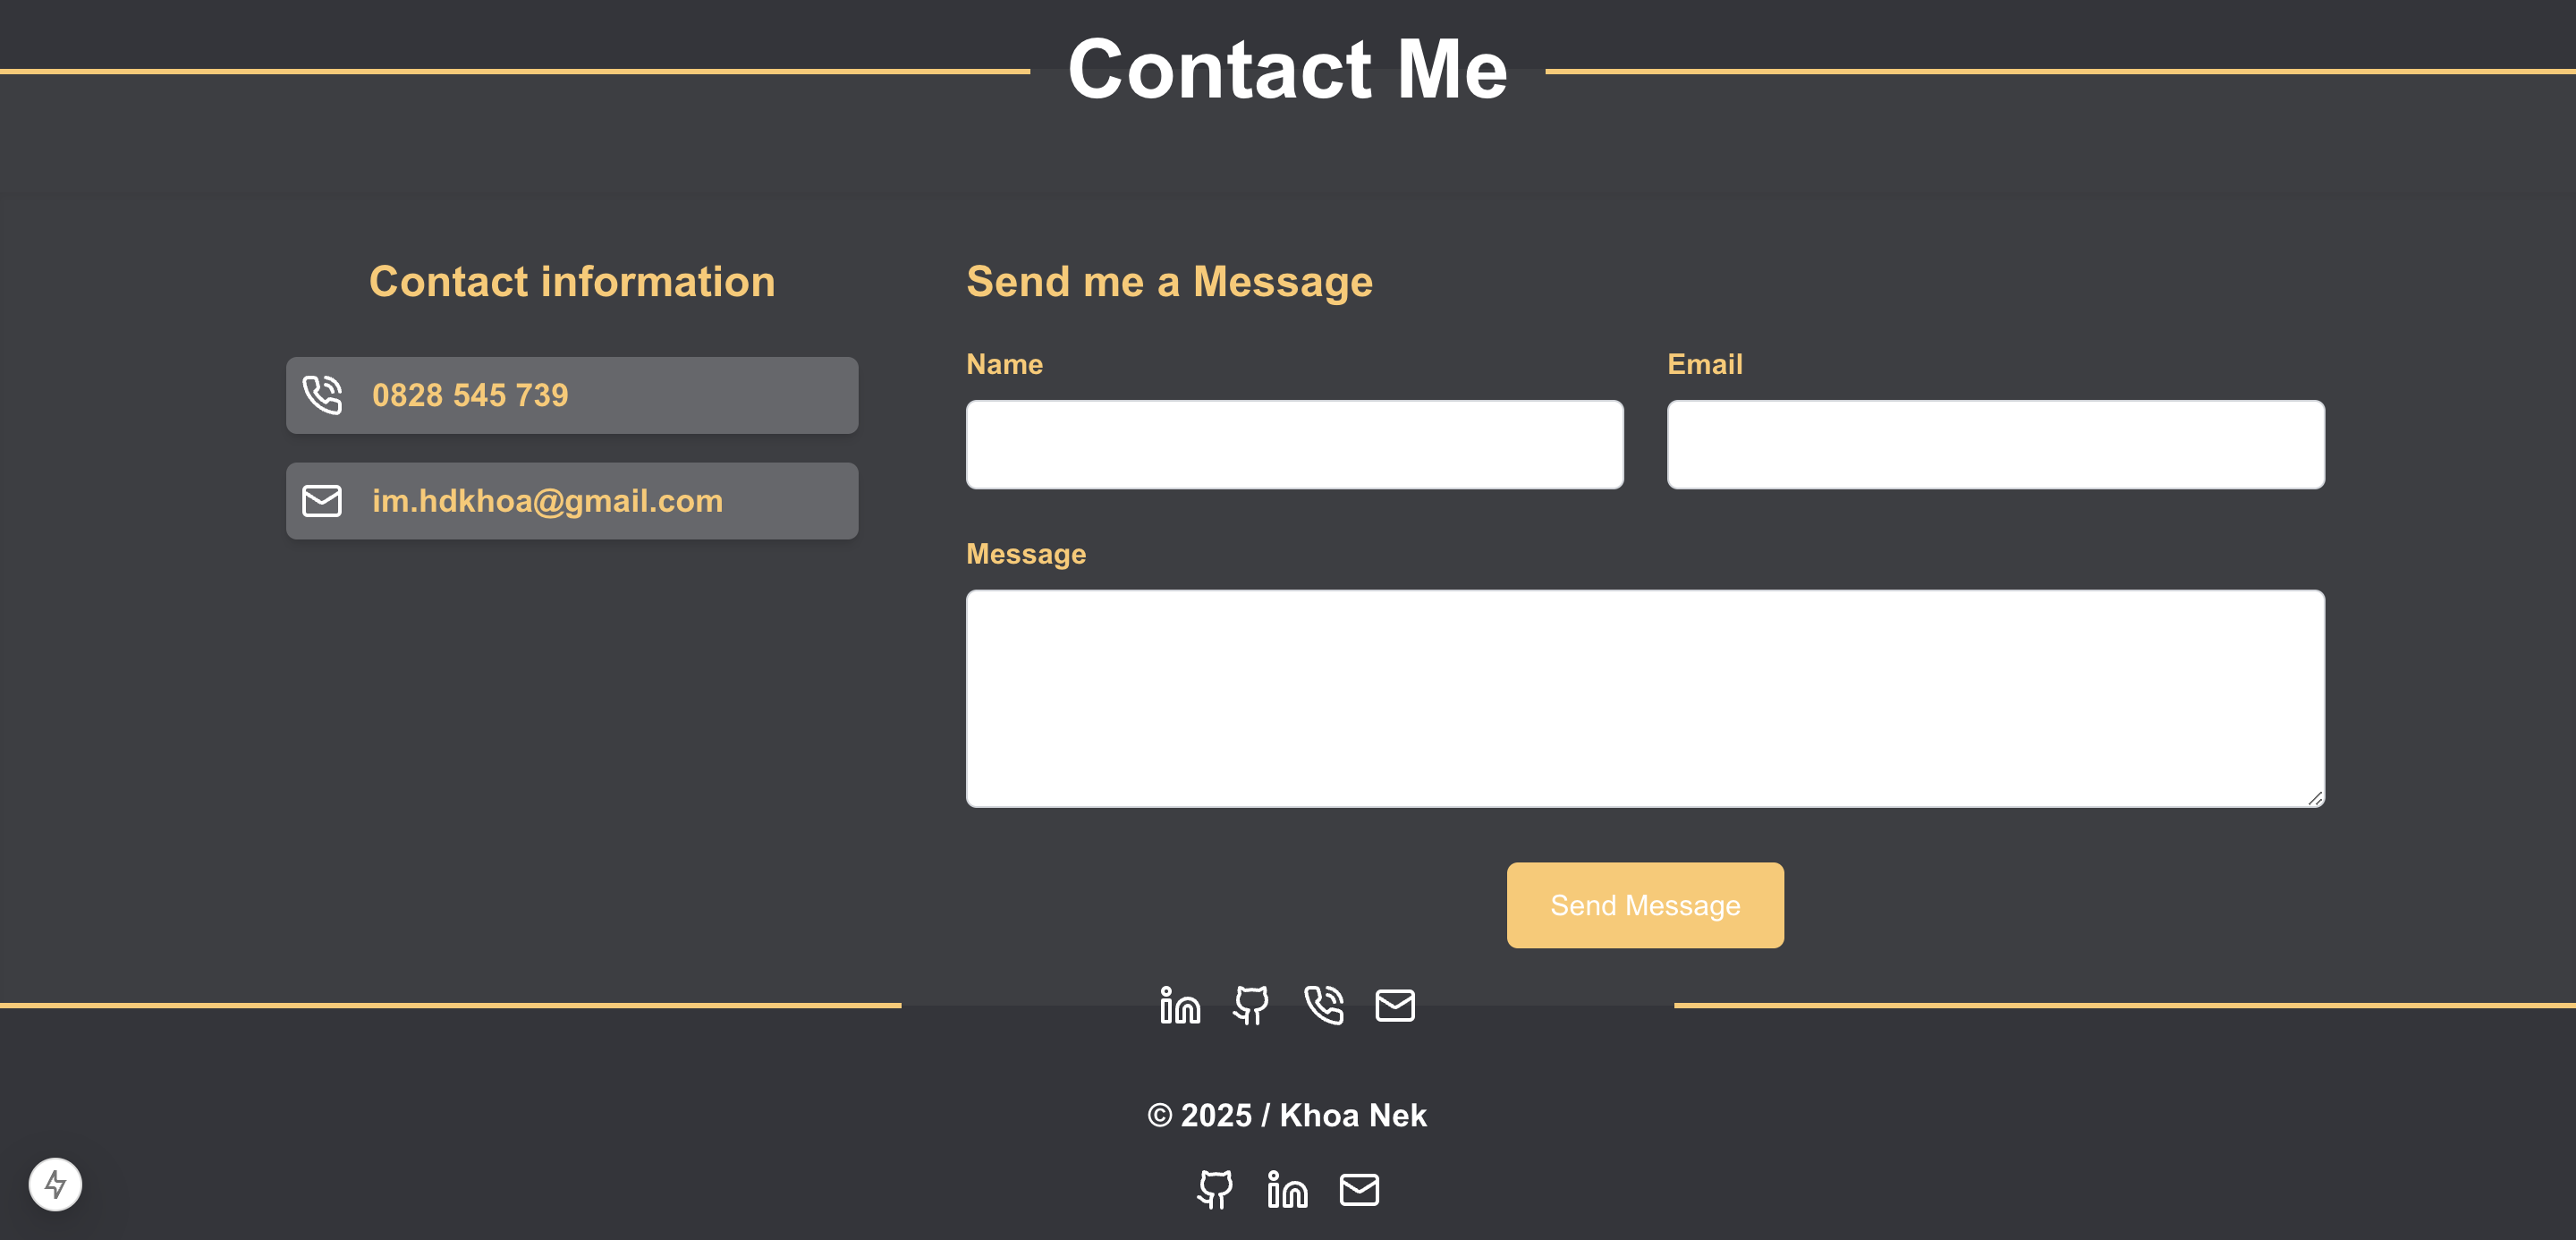 Contact Me
Contact information
0828 545 739
im.hdkhoa@gmail.com
Send me a Message
Name
Email
Message
Send Message
© 2025 / Khoa Nek